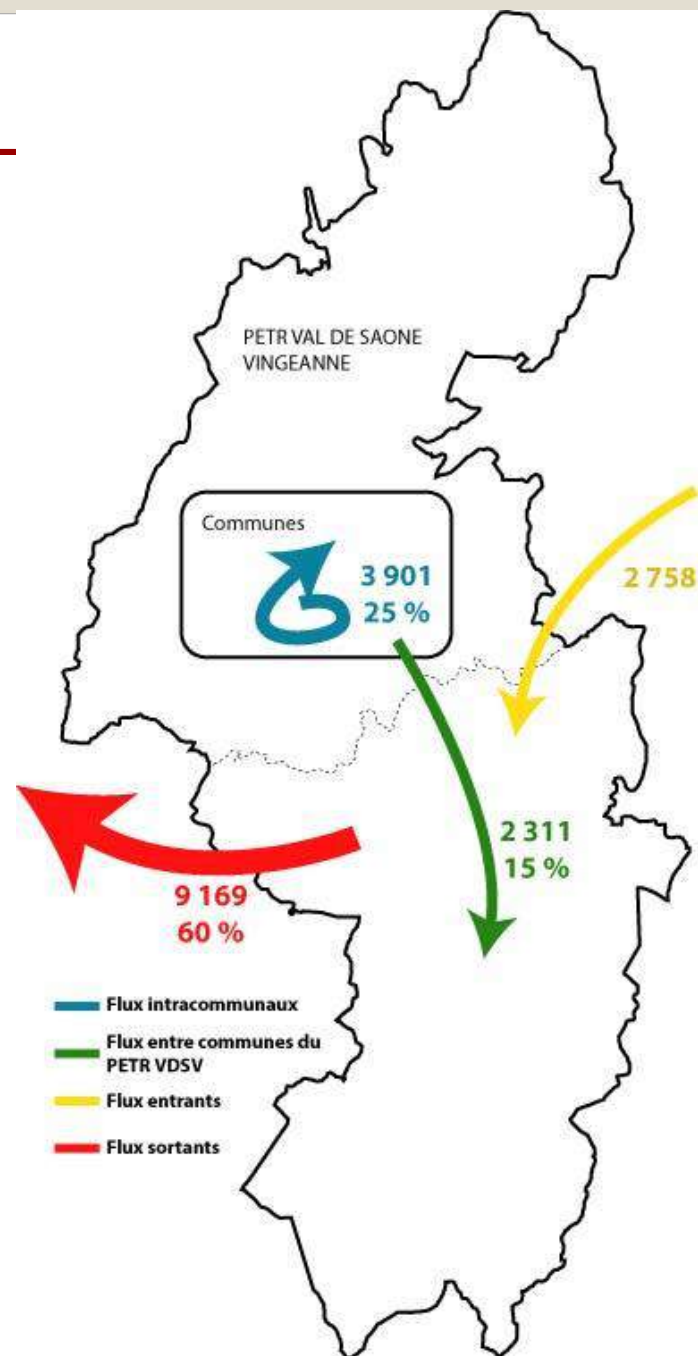 PETR VAL DE SAONE
VINGEANNE
Communes
3 901
25 %
2 758
2 311
15 %
9 169
60 %
Flux intracommunaux
Flux entre communes du
PETR VDSV
Flux entrants
Flux sortants